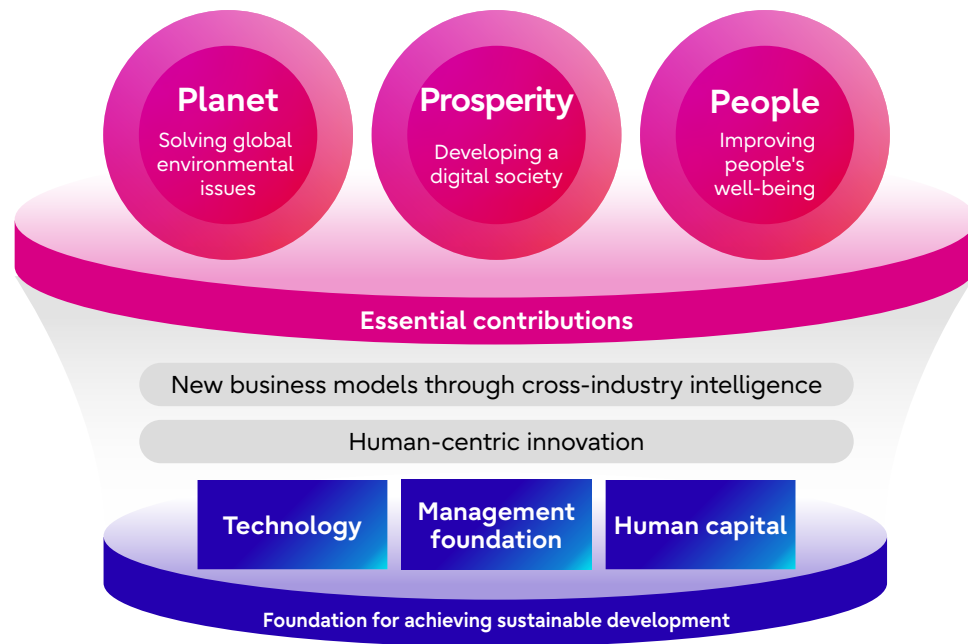 Planet
Solving global
environmental
issues
Prosperity
Developing a
digital society
People
Improving
people's
well-being
Essential contributions
New business models through cross-industry intelligence
Human-centric innovation
Technology
Management
foundation
Human capital
Foundation for achieving sustainable development